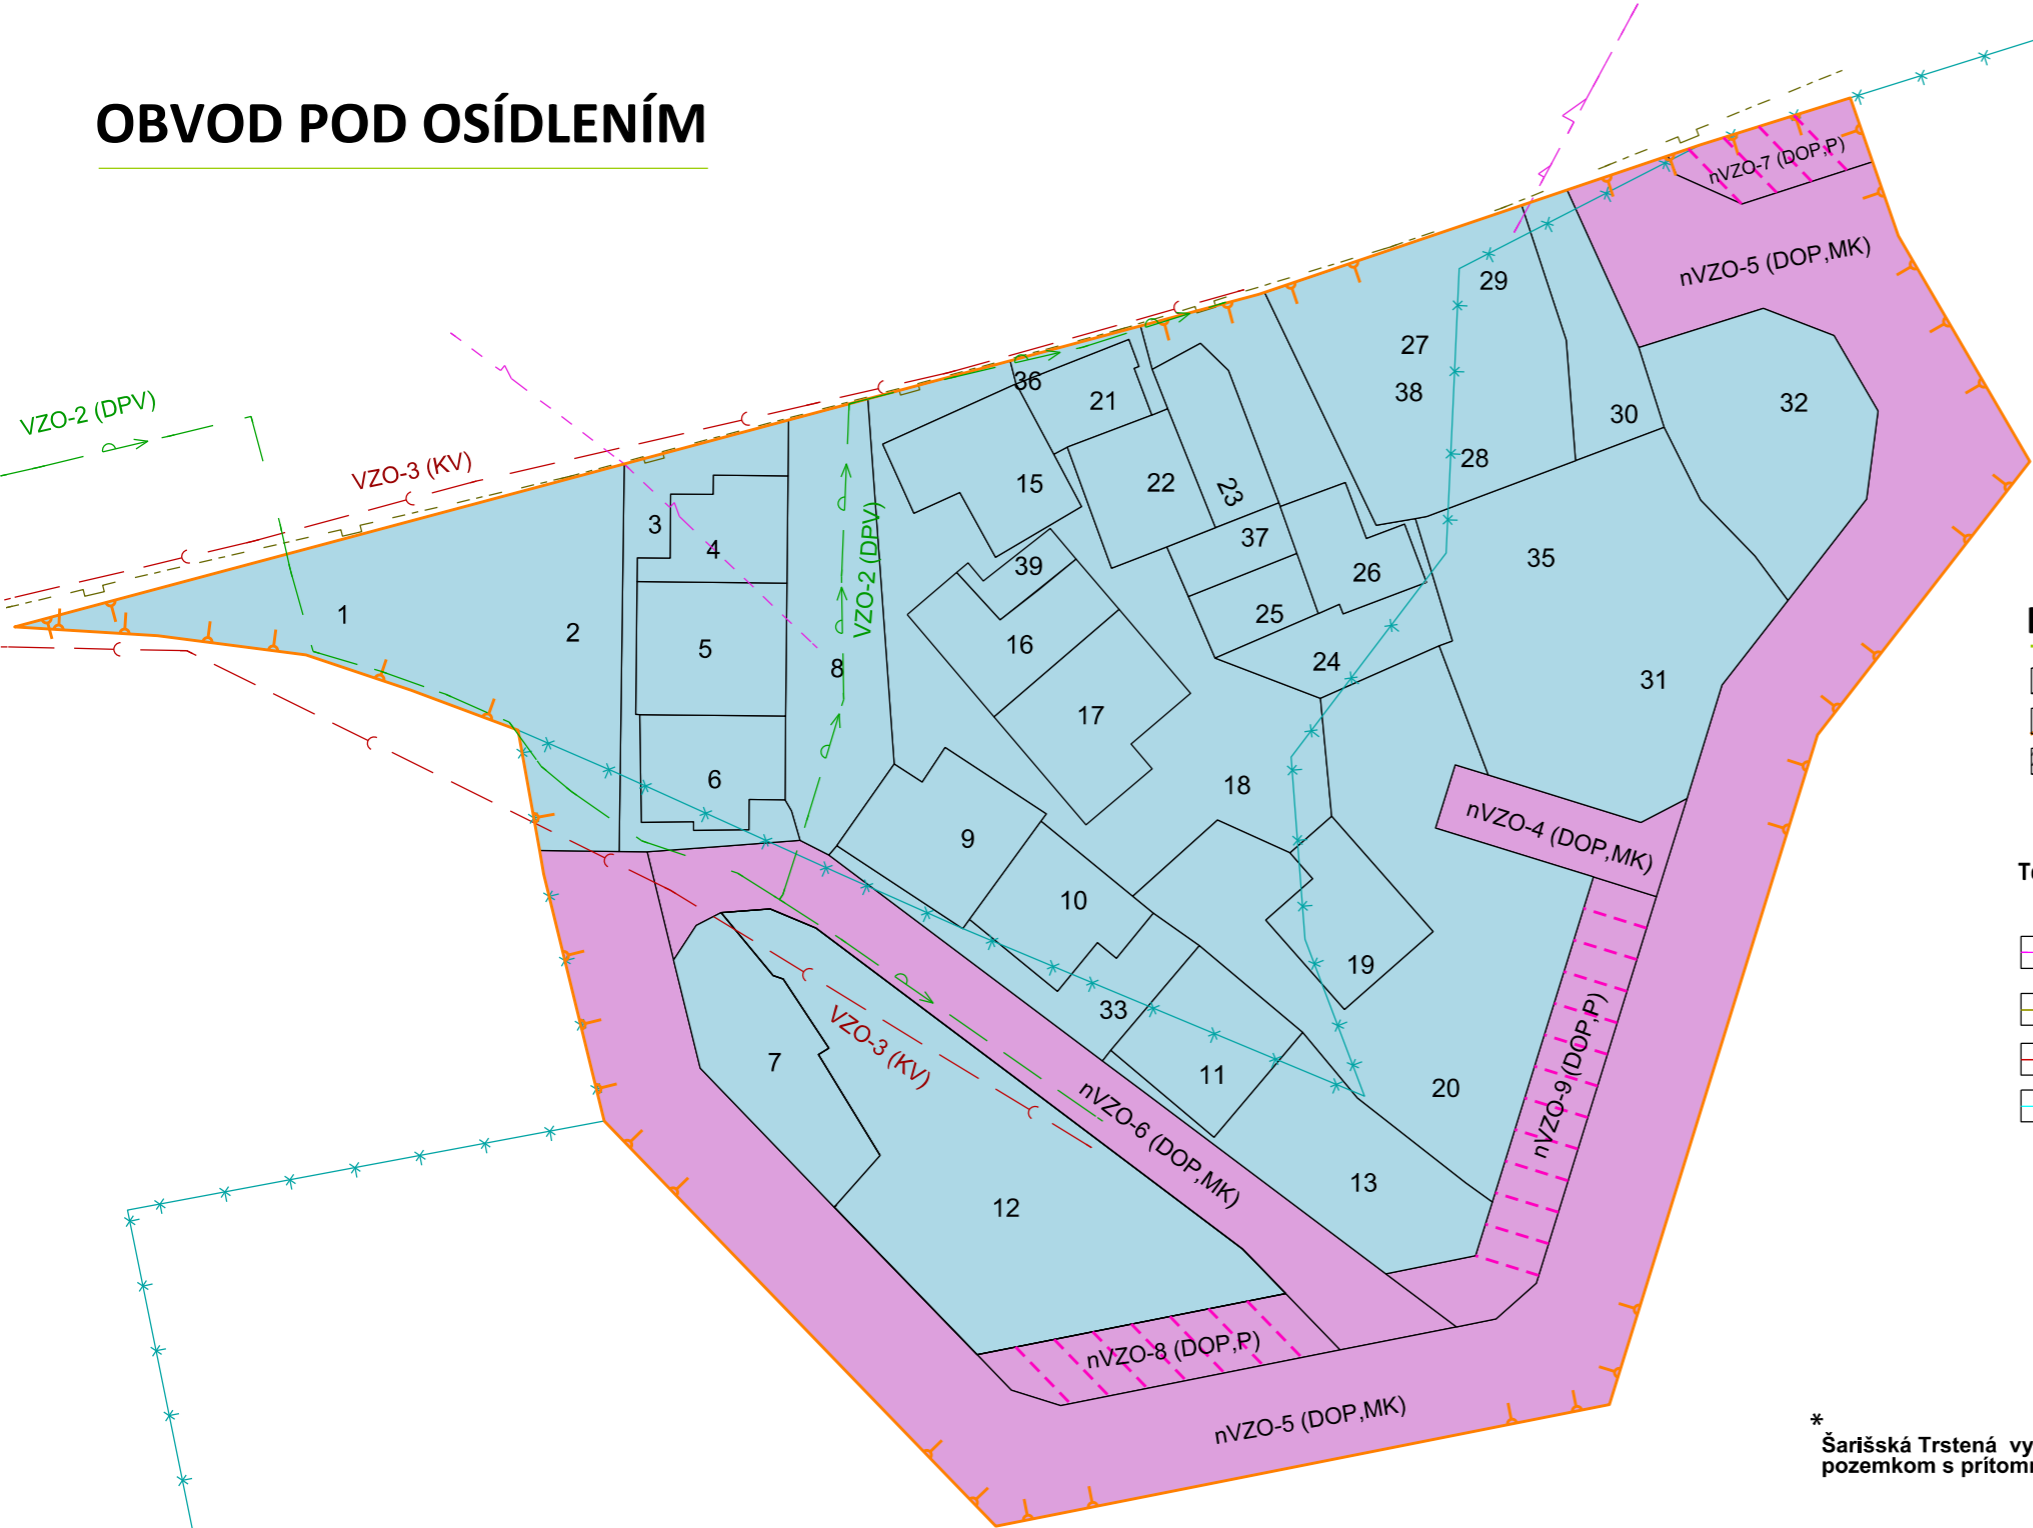 OBVOD POD OSÍDLENÍM
nVZO-7 (DOP,P)
nVZO-5 (DOP,MK)
29
27
38
36
21
30
32
VZO-2 (DPV)
VZO-3 (KV)
28
15
22
23
3
4
37
35
39
26
VZO-2 (DPV)
1
2
25
5
16
8
24
31
17
6
18
nVZO-4 (DOP,MK)
9
10
19
33
nVZO-9 (DOP,P)
VZO-3 (KV)
7
11
20
nVZO-6 (DOP,MK)
13
12
nVZO-8 (DOP,P)
nVZO-5 (DOP,MK)
*
Šarišská Trstená vy
pozemkom s prítom